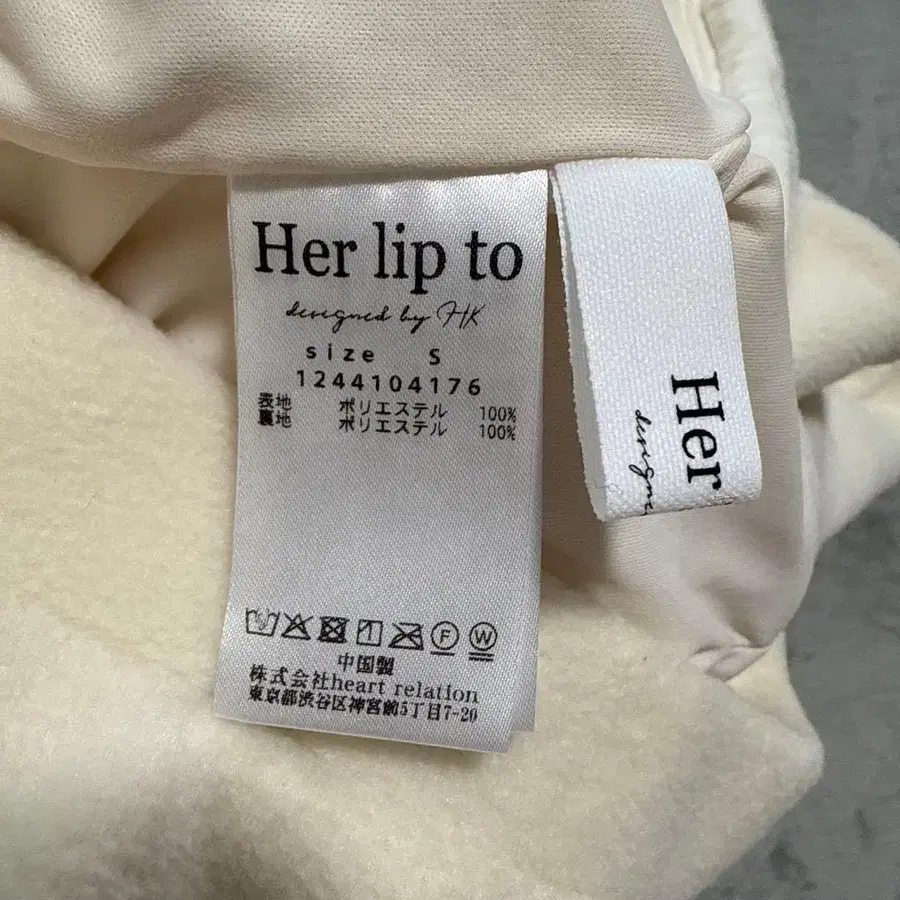 Her lip to
designed by HK
size S
1244104176
表地 ポリエステル 100%
裏地 ポリエステル 100%
F W
中国製
株式会社heart relation
東京都渋谷区神宮前5丁目7-20
Her